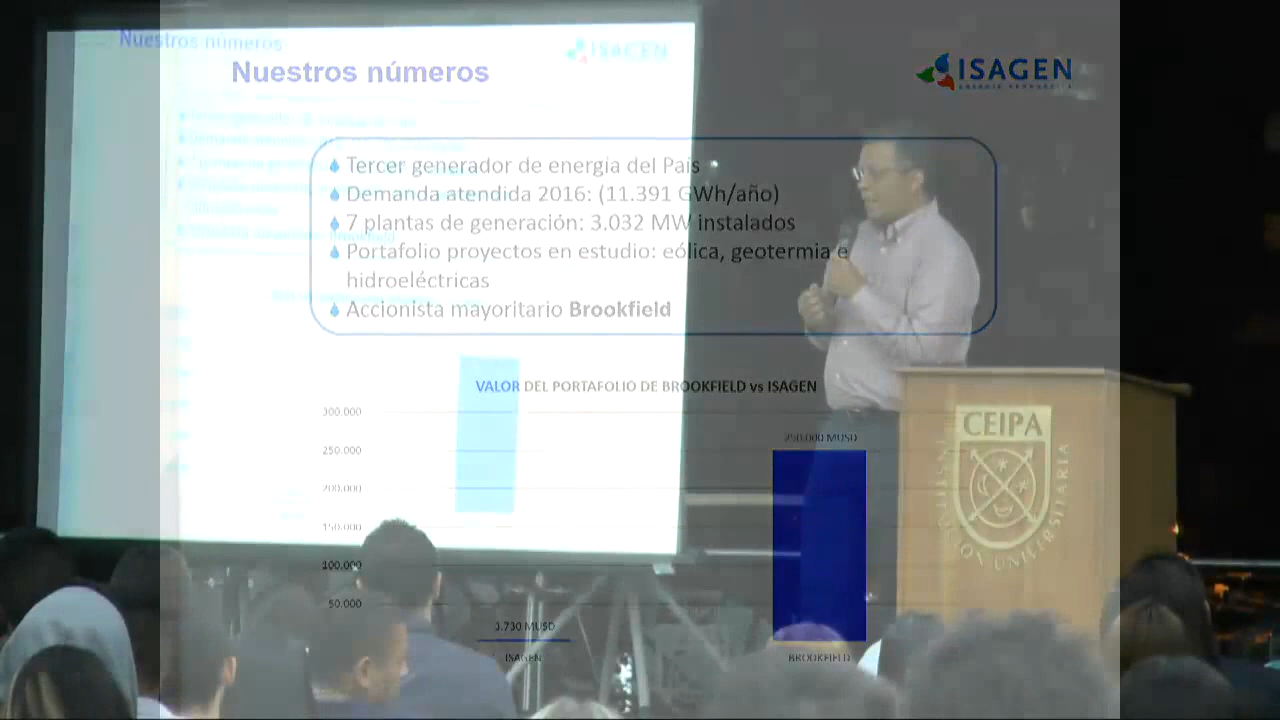 Nuestros números
ISAGEN
Nuestros números
ISAGEN
Tercer generador de energía del País
Demanda atendida 2016: (11.391 GWh/año)
7 plantas de generación: 3.032 MW instalados
Portafolio proyectos en estudio: eólica, geotermia e
hidroeléctricas
Accionista mayoritario Brookfield
VALOR DEL PORTAFOLIO DE BROOKFIELD vs ISAGEN
300.000
250.000
200.000
150.000
100.000
50.000
250.000 MUSD
3.730 MUSD
ISAGEN
BROOKFIELD
CEIPA
INSTITUCIÓN UNIVERSITARIA